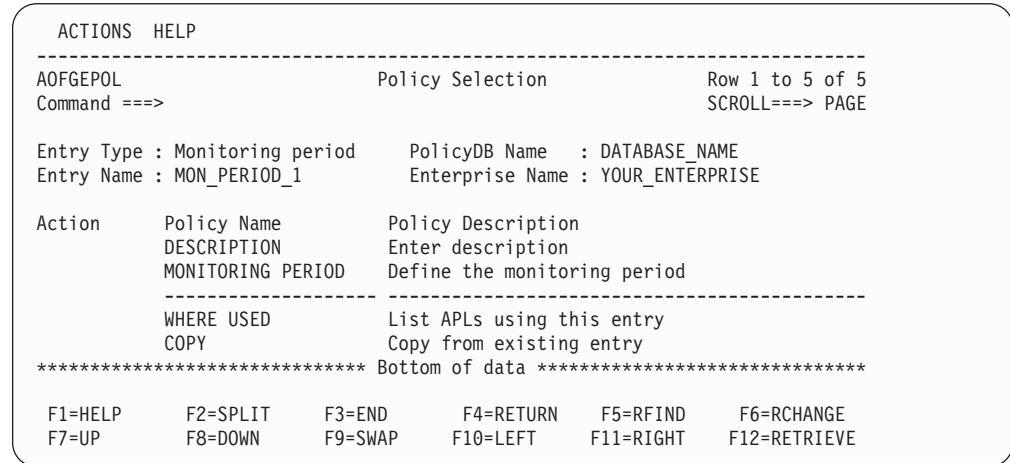 ACTIONS HELP
--------------------------------------------------------------------------------
AOFGEPOL Policy Selection Row 1 to 5 of 5
Command ===> SCROLL===> PAGE
Entry Type : Monitoring period PolicyDB Name : DATABASE_NAME
Entry Name : MON_PERIOD_1 Enterprise Name : YOUR_ENTERPRISE
Action Policy Name Policy Description
DESCRIPTION Enter description
MONITORING PERIOD Define the monitoring period
-------------------- ---------------------------------------------
WHERE USED List APLs using this entry
COPY Copy from existing entry
******************************* Bottom of data *******************************
F1=HELP F2=SPLIT F3=END F4=RETURN F5=RFIND F6=RCHANGE
F7=UP F8=DOWN F9=SWAP F10=LEFT F11=RIGHT F12=RETRIEVE